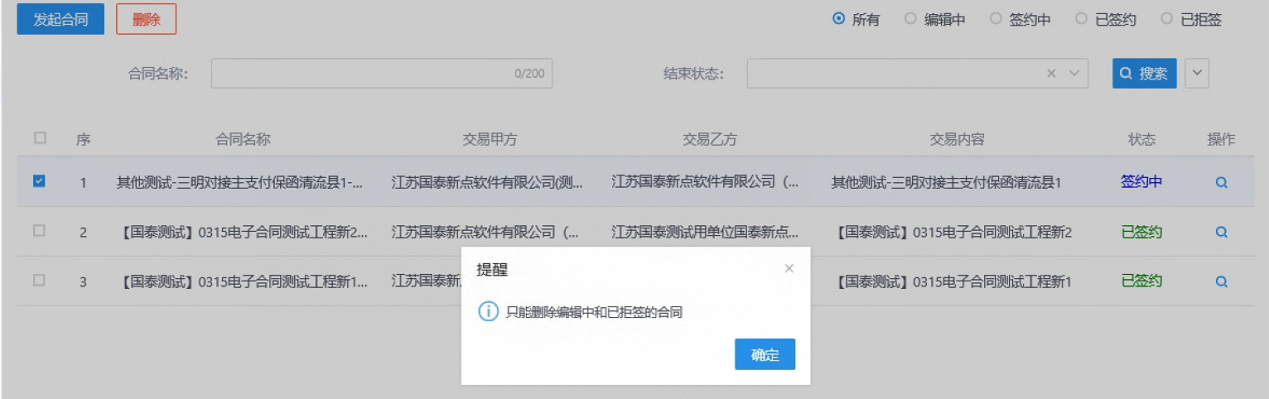 发起合同 删除 所有 编辑中 签约中 已签约 已拒签
合同名称: 0/200 结束状态: 搜索
序 合同名称 交易甲方 交易乙方 交易内容 状态 操作
1 其他测试-三明对接主支付保函清流县1-... 江苏国泰新点软件有限公司(测... 江苏国泰新点软件有限公司（... 其他测试-三明对接主支付保函清流县1 签约中
2 【国泰测试】0315电子合同测试工程新2... 江苏国泰新点软件有限公司（... 江苏国泰测试用单位国泰新点... 【国泰测试】0315电子合同测试工程新2 已签约
3 【国泰测试】0315电子合同测试工程新1... 江苏国泰新 【国泰测试】0315电子合同测试工程新1 已签约
提醒
只能删除编辑中和已拒签的合同
确定